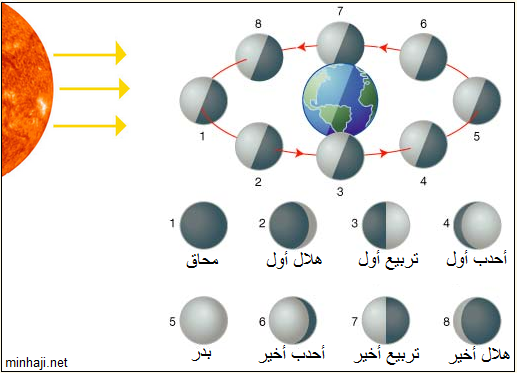 8
7
6
1
5
2
3
4
1 محاق
2 هلال أول
3 تربيع أول
4 أحدب أول
5 بدر
6 أحدب أخير
7 تربيع أخير
8 هلال أخير
minhaji.net